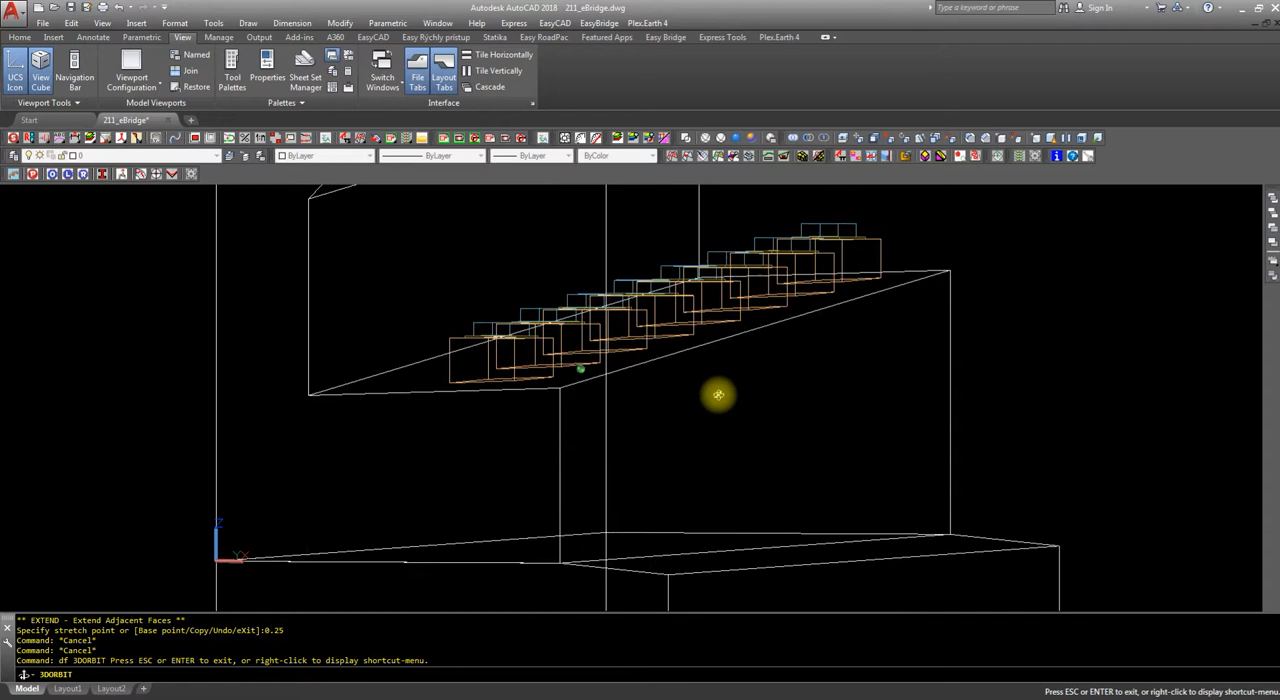 Autodesk AutoCAD 2018   211_eBridge.dwg
Type a keyword or phrase
Sign In
File Edit View Insert Format Tools Draw Dimension Modify Parametric Window Help Express EasyCAD EasyBridge Plex.Earth 4
Home Insert Annotate Parametric View Manage Output Add-ins A360 EasyCAD Easy Rýchly prístup Statika Easy RoadPac Featured Apps Easy Bridge Express Tools Plex.Earth 4
UCS Icon
View Cube
Navigation Bar
Viewport Configuration
Named
Join
Restore
Tool Palettes
Properties
Sheet Set Manager
Switch Windows
File Tabs
Layout Tabs
Tile Horizontally
Tile Vertically
Cascade
Viewport Tools
Model Viewports
Palettes
Interface
Start
211_eBridge*
0
ByLayer
ByLayer
ByLayer
ByColor
Z
Y X
** EXTEND - Extend Adjacent Faces **
Specify stretch point or [Base point/Copy/Undo/eXit]:0.25
Command: *Cancel*
Command: *Cancel*
Command: df 3DORBIT Press ESC or ENTER to exit, or right-click to display shortcut-menu.
- 3DORBIT
Model Layout1 Layout2 +
Press ESC or ENTER to exit, or right-click to display shortcut-menu.